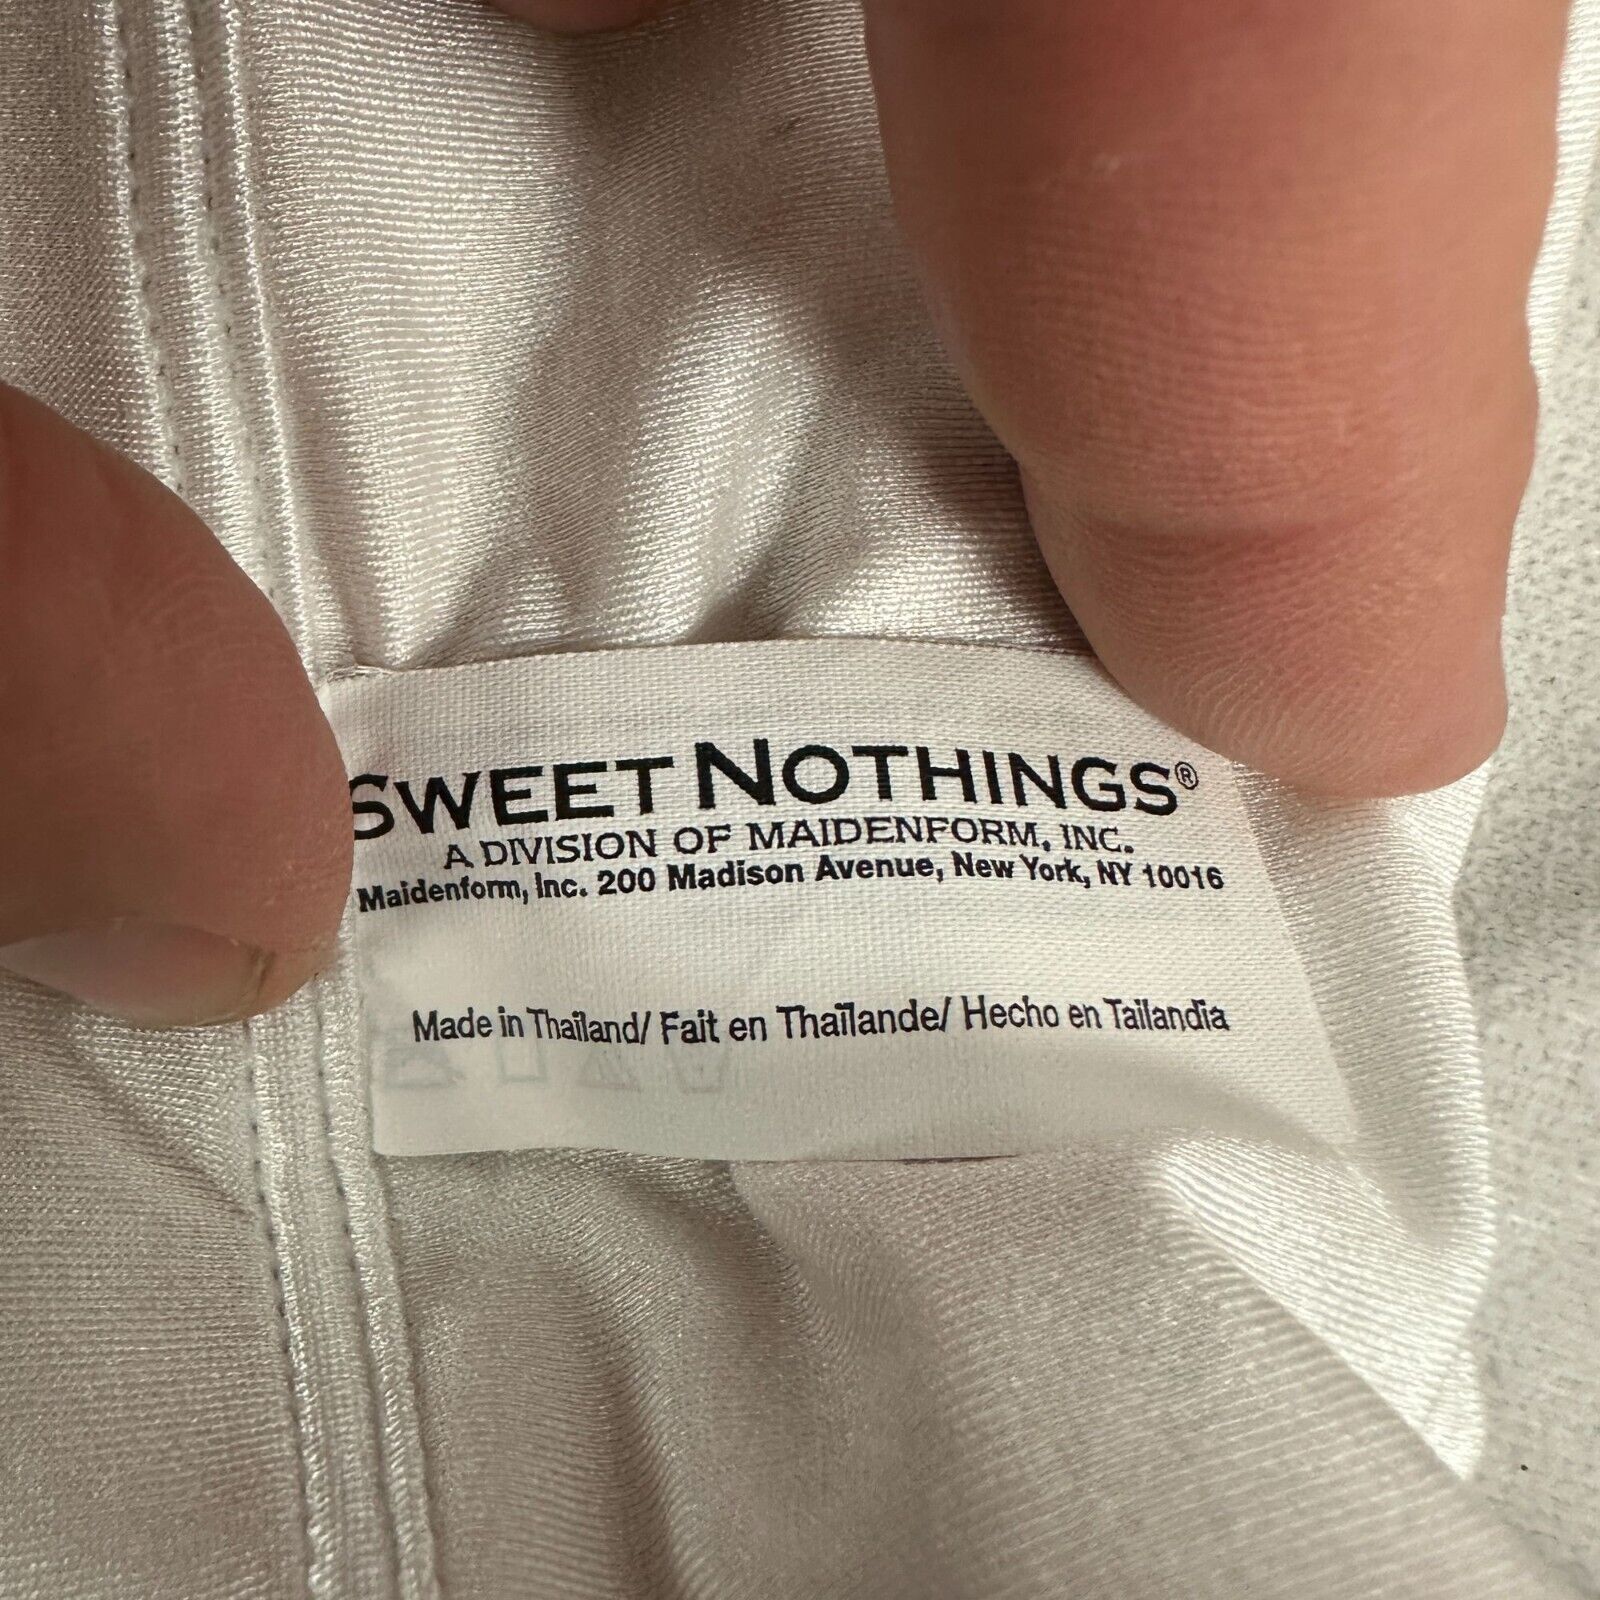 SWEET NOTHINGS®
A DIVISION OF MAIDENFORM, INC.
Maidenform, Inc. 200 Madison Avenue, New York, NY 10016
Made in Thailand/ Fait en Thaïlande/ Hecho en Tailandia